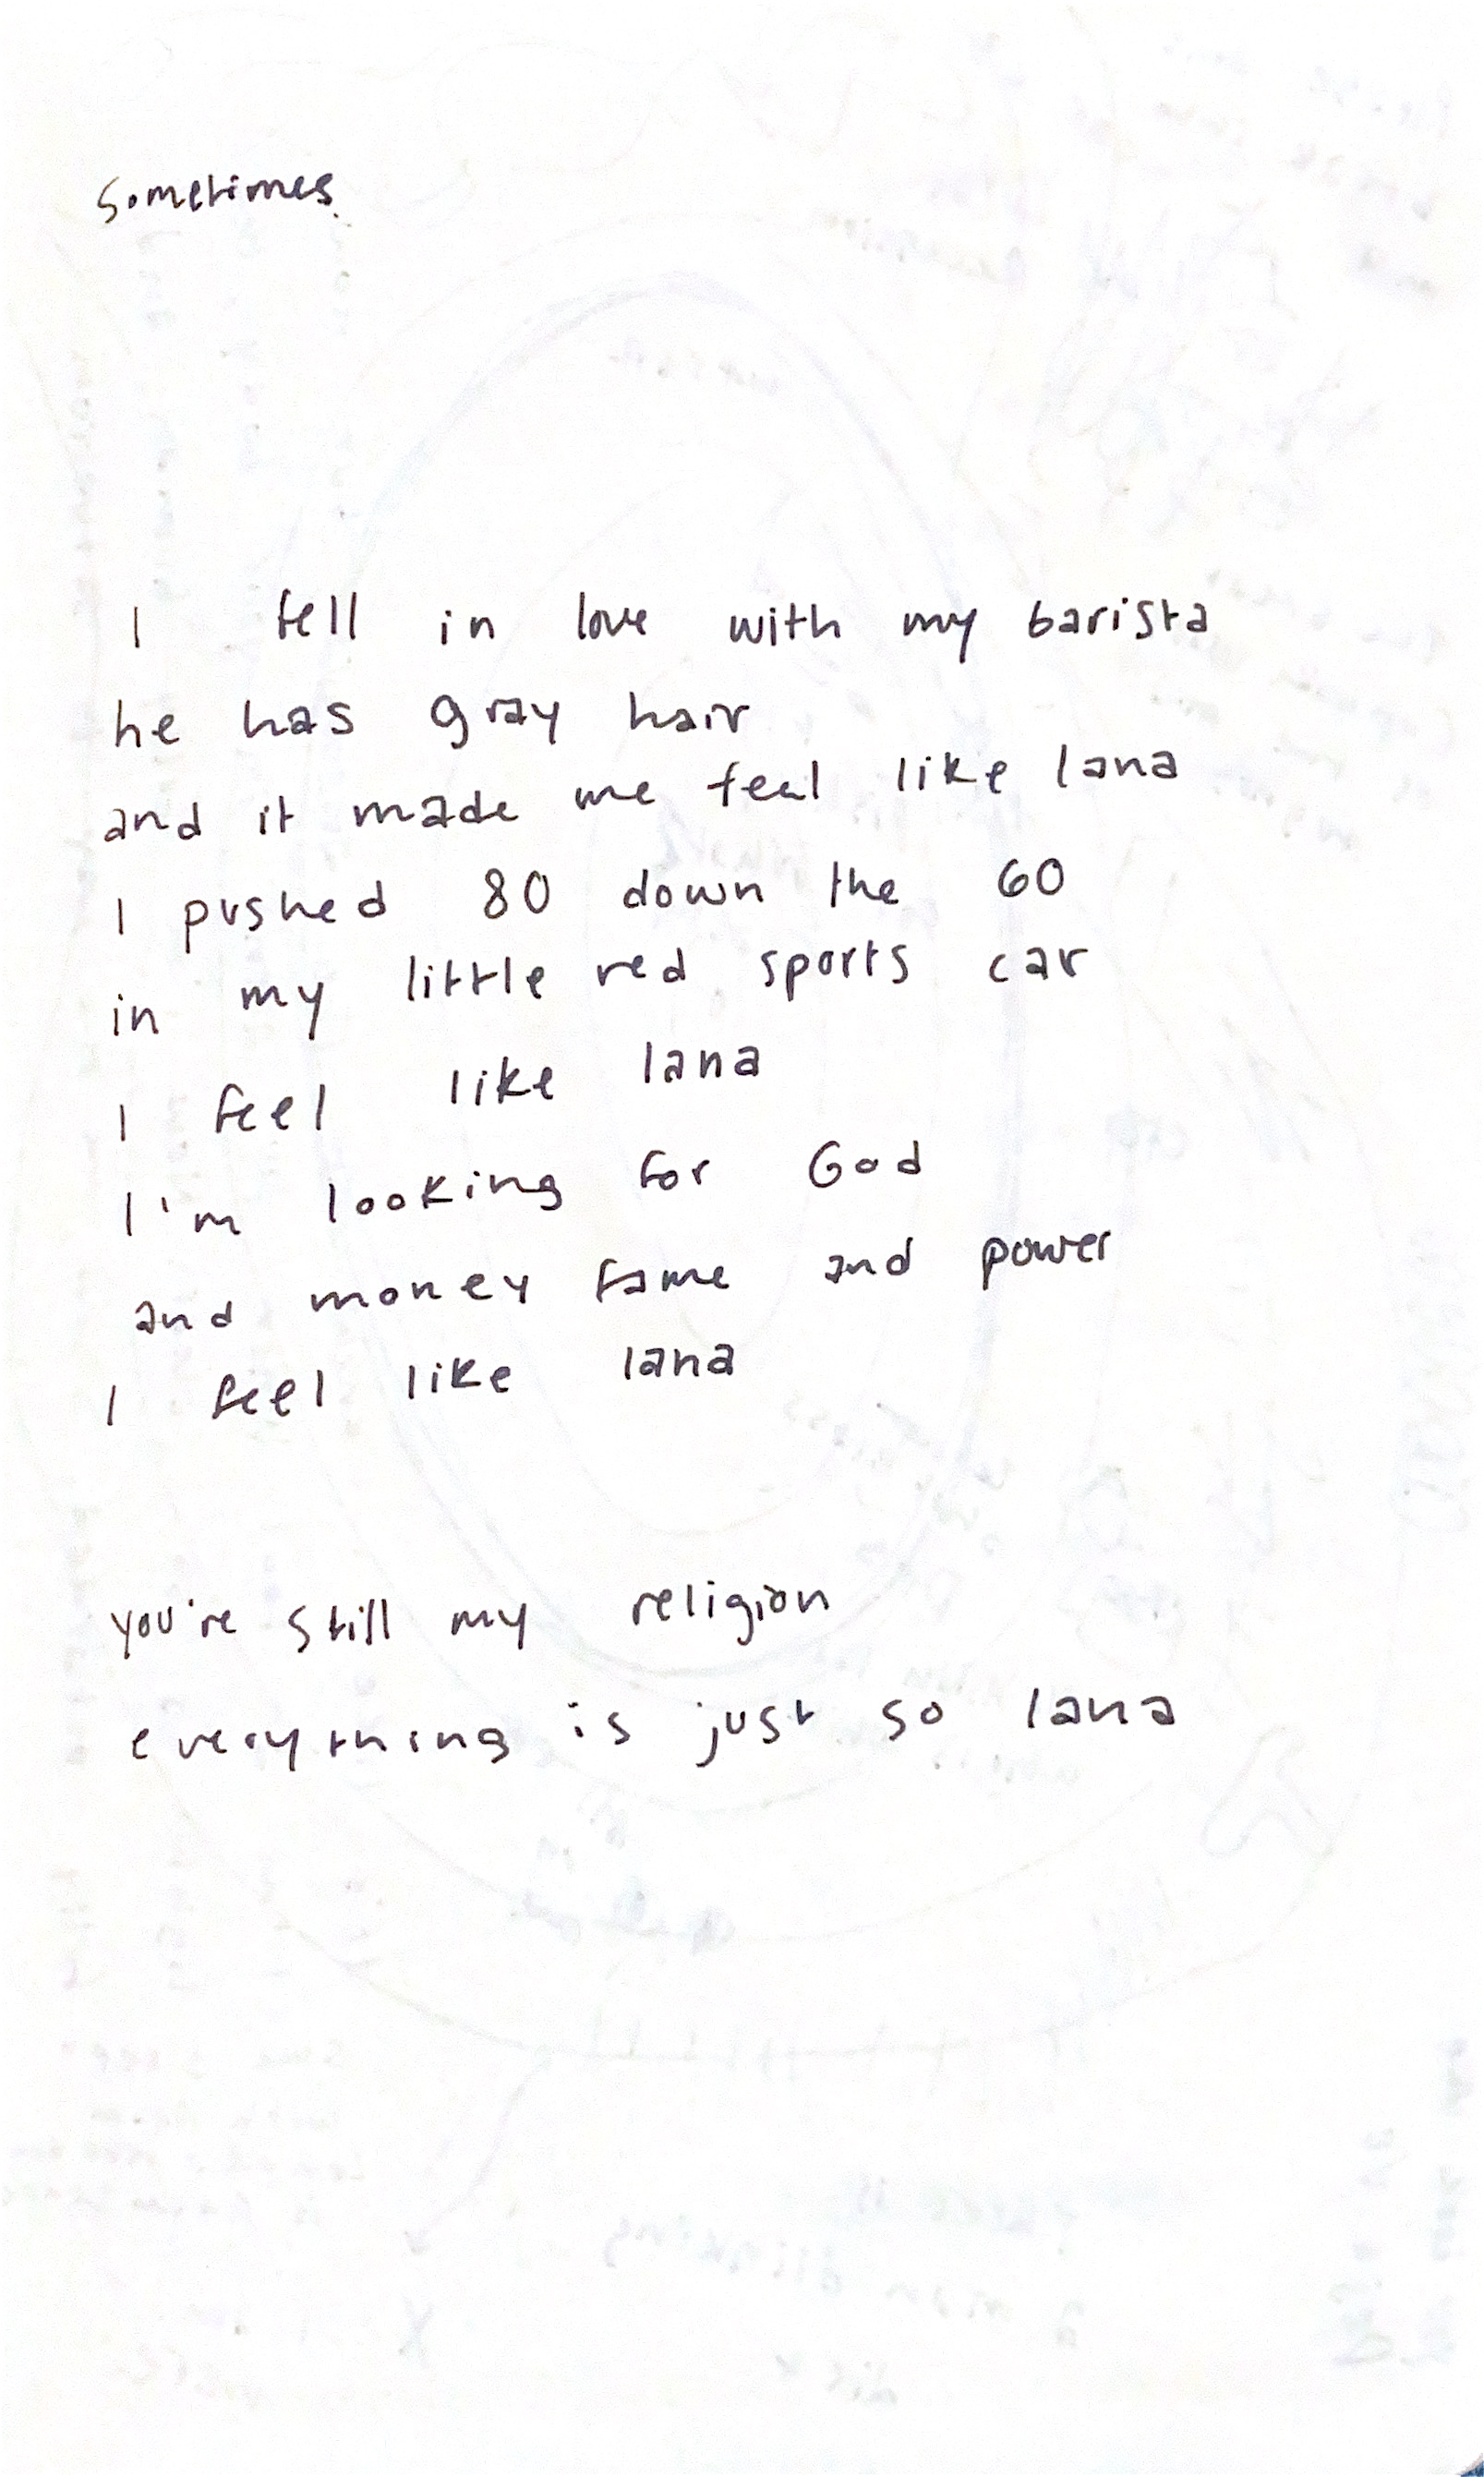 sometimes
I fell in love with my barista
he has gray hair
and it made me feel like lana
I pushed 80 down the 60
in my little red sports car
I feel like lana
I'm looking for God
and money fame and power
I feel like lana
you're still my religion
everything is just so lana